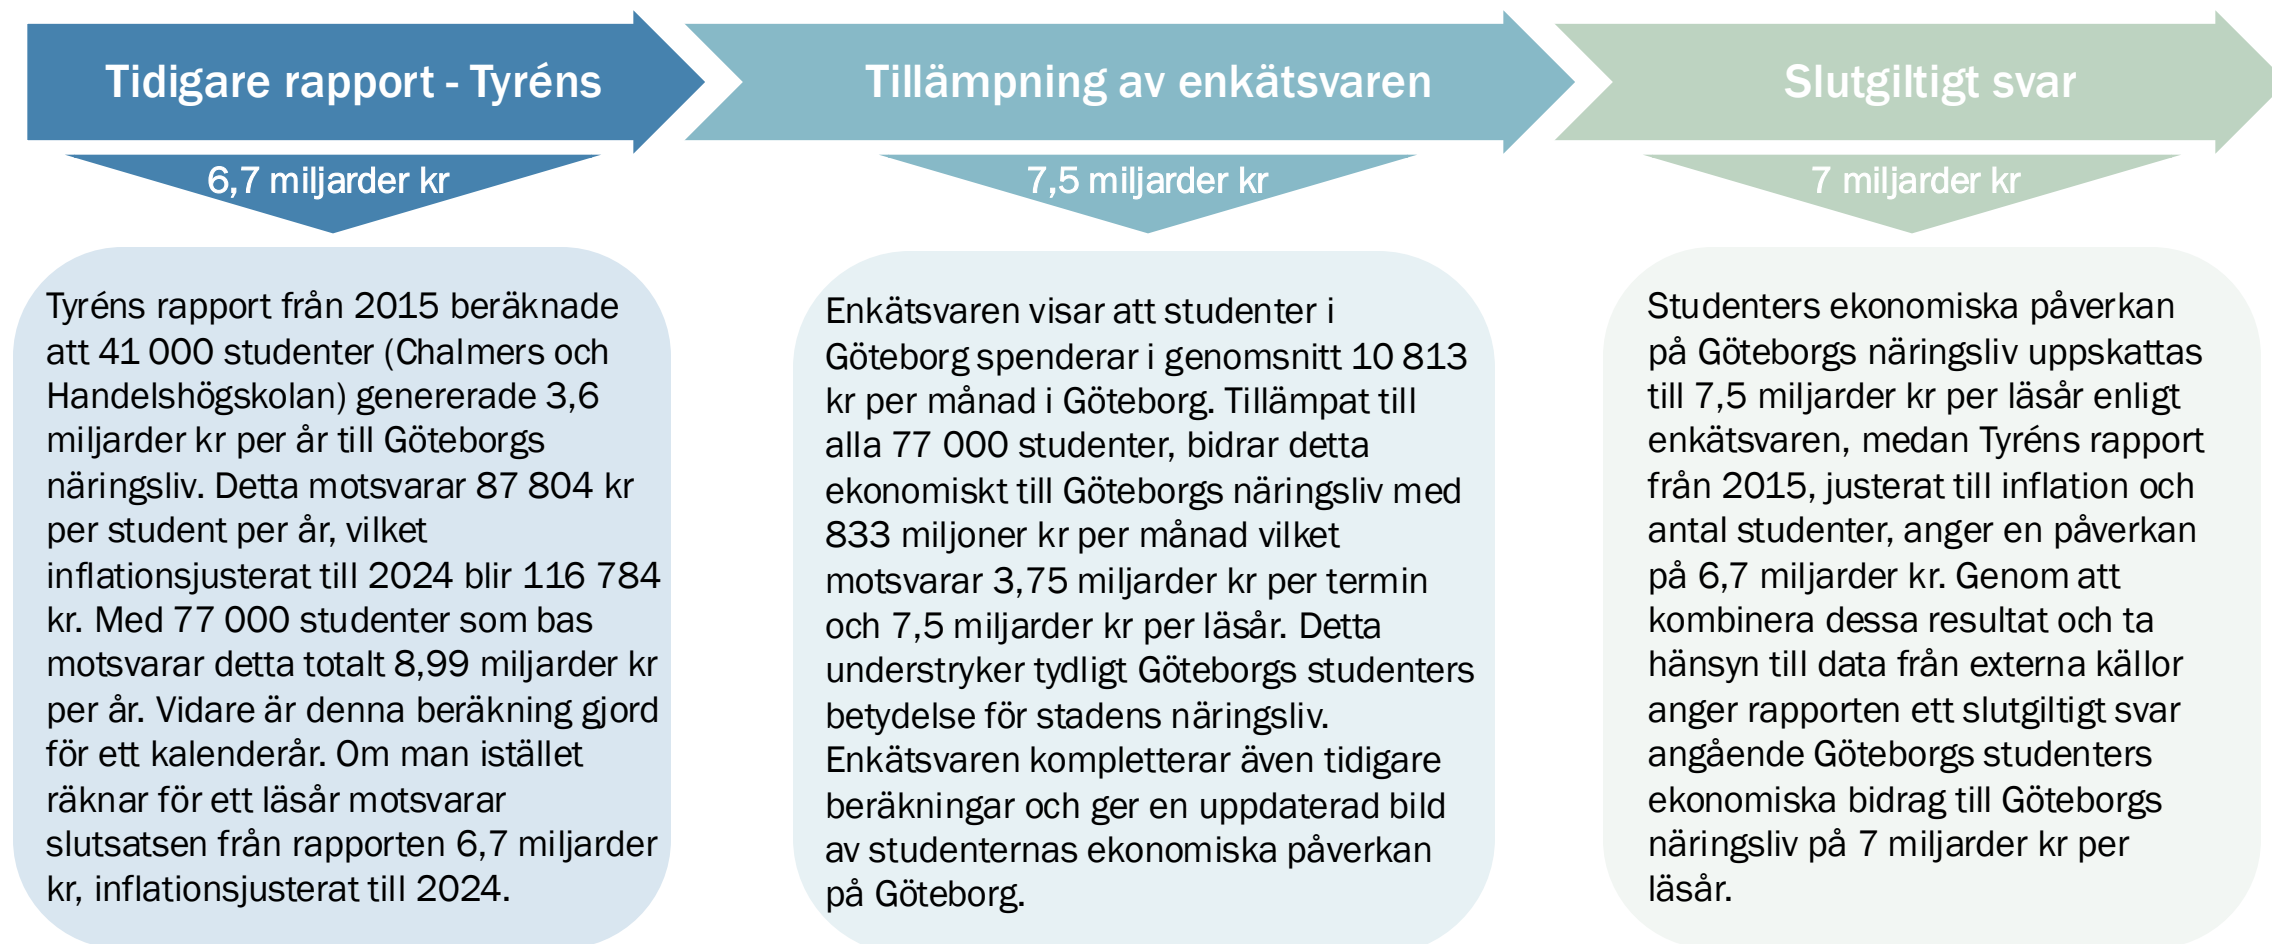 Tidigare rapport - Tyréns
6,7 miljarder kr
Tyréns rapport från 2015 beräknade
att 41 000 studenter (Chalmers och
Handelshögskolan) genererade 3,6
miljarder kr per år till Göteborgs
näringsliv. Detta motsvarar 87 804 kr
per student per år, vilket
inflationsjusterat till 2024 blir 116 784
kr. Med 77 000 studenter som bas
motsvarar detta totalt 8,99 miljarder kr
per år. Vidare är denna beräkning gjord
för ett kalenderår. Om man istället
räknar för ett läsår motsvarar
slutsatsen från rapporten 6,7 miljarder
kr, inflationsjusterat till 2024.
Tillämpning av enkätsvaren
7,5 miljarder kr
Enkätsvaren visar att studenter i
Göteborg spenderar i genomsnitt 10 813
kr per månad i Göteborg. Tillämpat till
alla 77 000 studenter, bidrar detta
ekonomiskt till Göteborgs näringsliv med
833 miljoner kr per månad vilket
motsvarar 3,75 miljarder kr per termin
och 7,5 miljarder kr per läsår. Detta
understryker tydligt Göteborgs studenters
betydelse för stadens näringsliv.
Enkätsvaren kompletterar även tidigare
beräkningar och ger en uppdaterad bild
av studenternas ekonomiska påverkan
på Göteborg.
Slutgiltigt svar
7 miljarder kr
Studenters ekonomiska påverkan
på Göteborgs näringsliv uppskattas
till 7,5 miljarder kr per läsår enligt
enkätsvaren, medan Tyréns rapport
från 2015, justerat till inflation och
antal studenter, anger en påverkan
på 6,7 miljarder kr. Genom att
kombinera dessa resultat och ta
hänsyn till data från externa källor
anger rapporten ett slutgiltigt svar
angående Göteborgs studenters
ekonomiska bidrag till Göteborgs
näringsliv på 7 miljarder kr per
läsår.